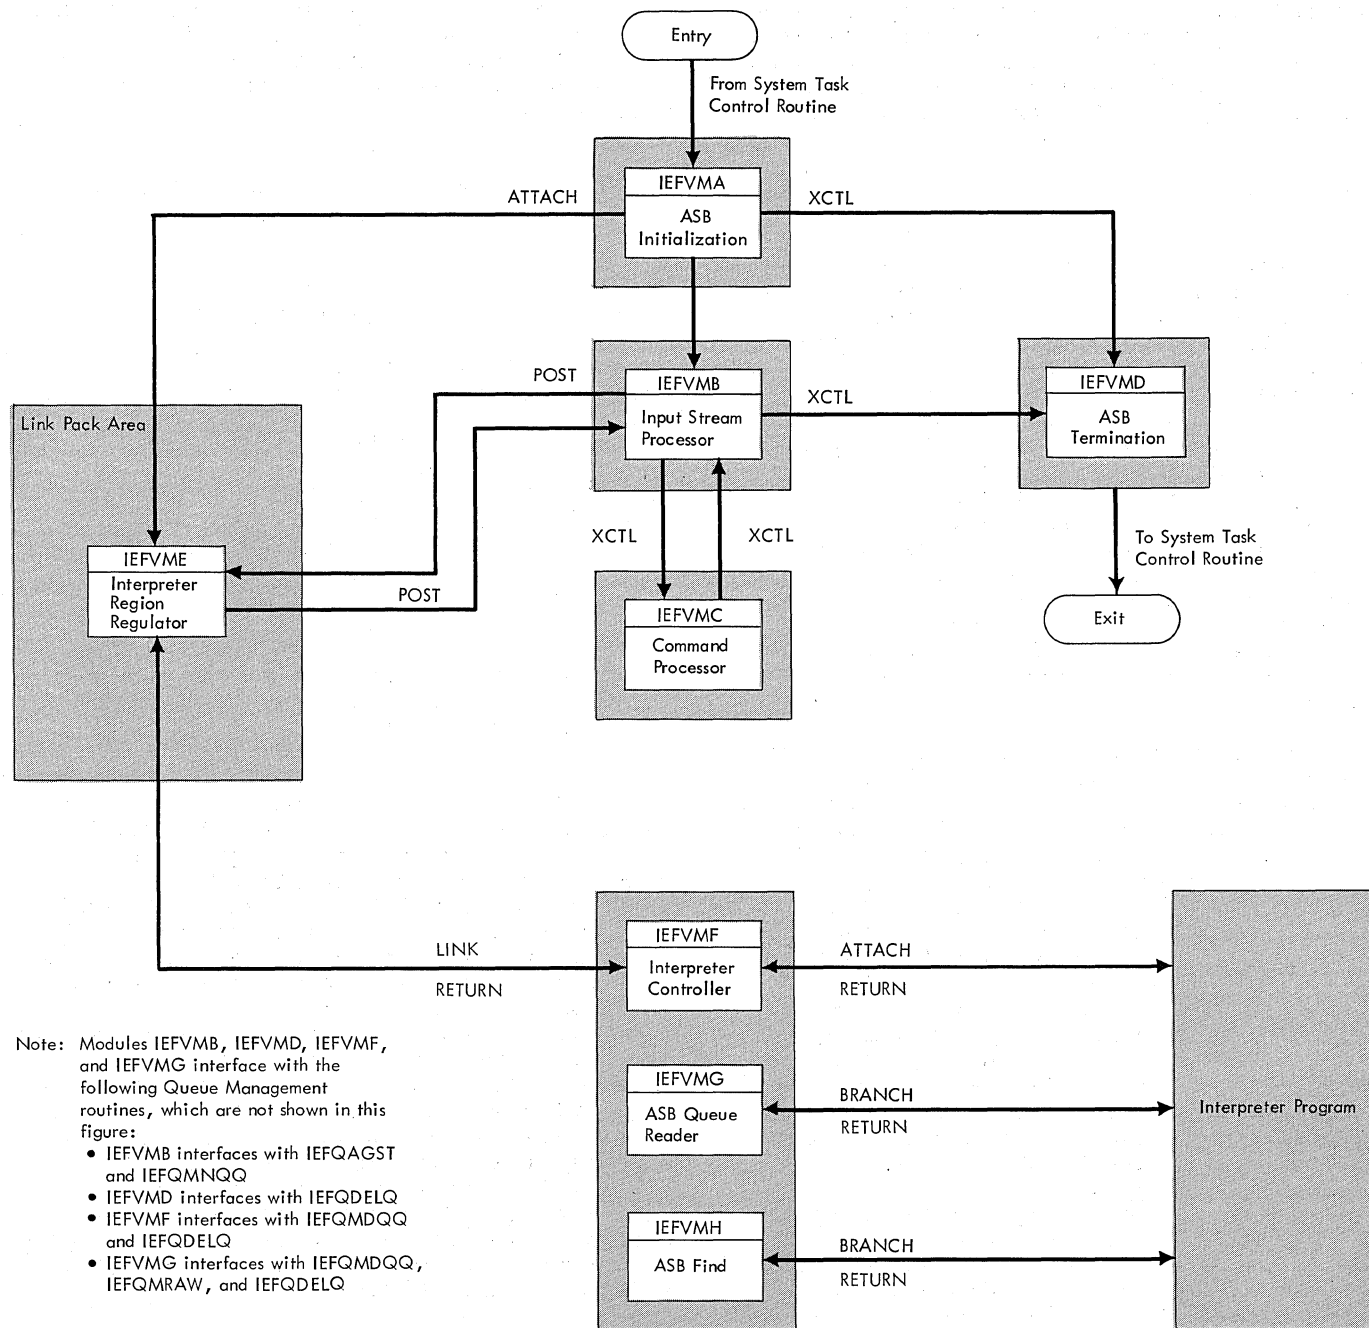 Entry
From System Task
Control Routine
IEFVMA
ASB
Initialization
ATTACH
XCTL
IEFVMB
Input Stream
Processor
POST
XCTL
IEFVMD
ASB
Termination
Link Pack Area
IEFVME
Interpreter
Region
Regulator
POST
XCTL
XCTL
IEFVMC
Command
Processor
To System Task
Control Routine
Exit
IEFVMF
Interpreter
Controller
LINK
RETURN
ATTACH
RETURN
IEFVMG
ASB Queue
Reader
BRANCH
RETURN
Interpreter Program
IEFVMH
ASB Find
BRANCH
RETURN
Note: Modules IEFVMB, IEFVMD, IEFVMF,
and IEFVMG interface with the
following Queue Management
routines, which are not shown in this
figure:
• IEFVMB interfaces with IEFQAGST
and IEFQMNQQ
• IEFVMD interfaces with IEFQDELQ
• IEFVMF interfaces with IEFQMDQQ
and IEFQDELQ
• IEFVMG interfaces with IEFQMDQQ,
IEFQMRAW, and IEFQDELQ